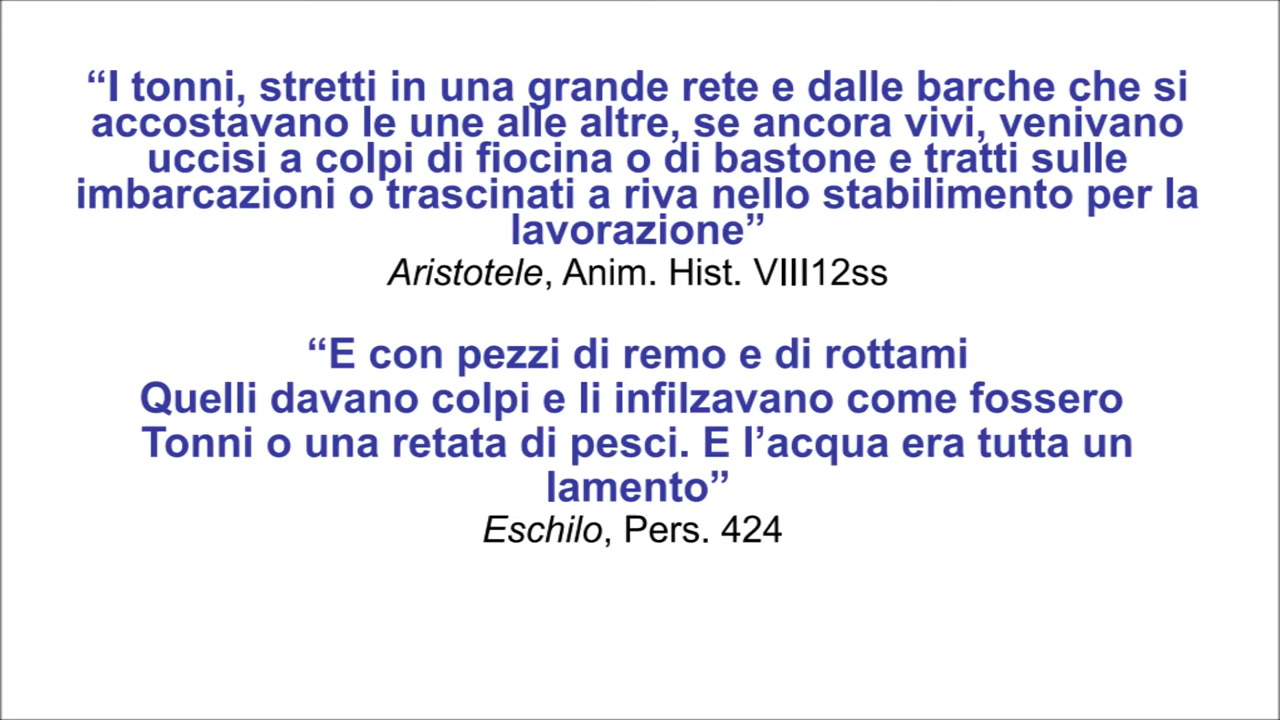 “I tonni, stretti in una grande rete e dalle barche che si
accostavano le une alle altre, se ancora vivi, venivano
uccisi a colpi di fiocina o di bastone e tratti sulle
imbarcazioni o trascinati a riva nello stabilimento per la
lavorazione”
Aristotele, Anim. Hist. VIII12ss
“E con pezzi di remo e di rottami
Quelli davano colpi e li infilzavano come fossero
Tonni o una retata di pesci. E l’acqua era tutta un
lamento”
Eschilo, Pers. 424